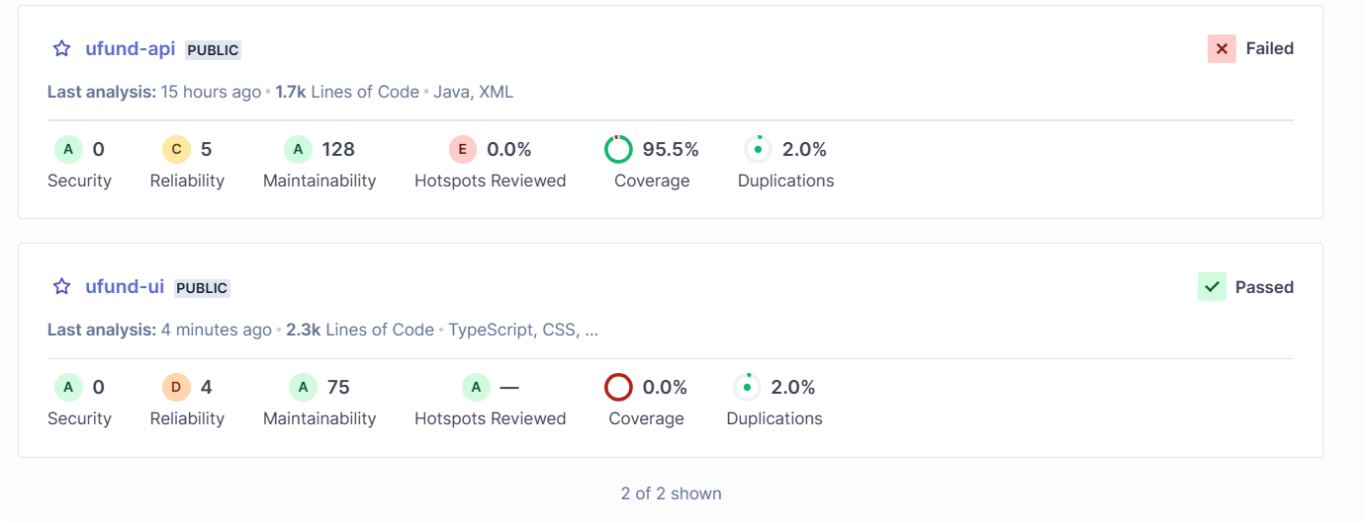 ufund-api PUBLIC Failed
Last analysis: 15 hours ago • 1.7k Lines of Code • Java, XML
A 0 C 5 A 128 E 0.0% 95.5% 2.0%
Security Reliability Maintainability Hotspots Reviewed Coverage Duplications
ufund-ui PUBLIC Passed
Last analysis: 4 minutes ago • 2.3k Lines of Code • TypeScript, CSS, ...
A 0 D 4 A 75 A — 0.0% 2.0%
Security Reliability Maintainability Hotspots Reviewed Coverage Duplications
2 of 2 shown